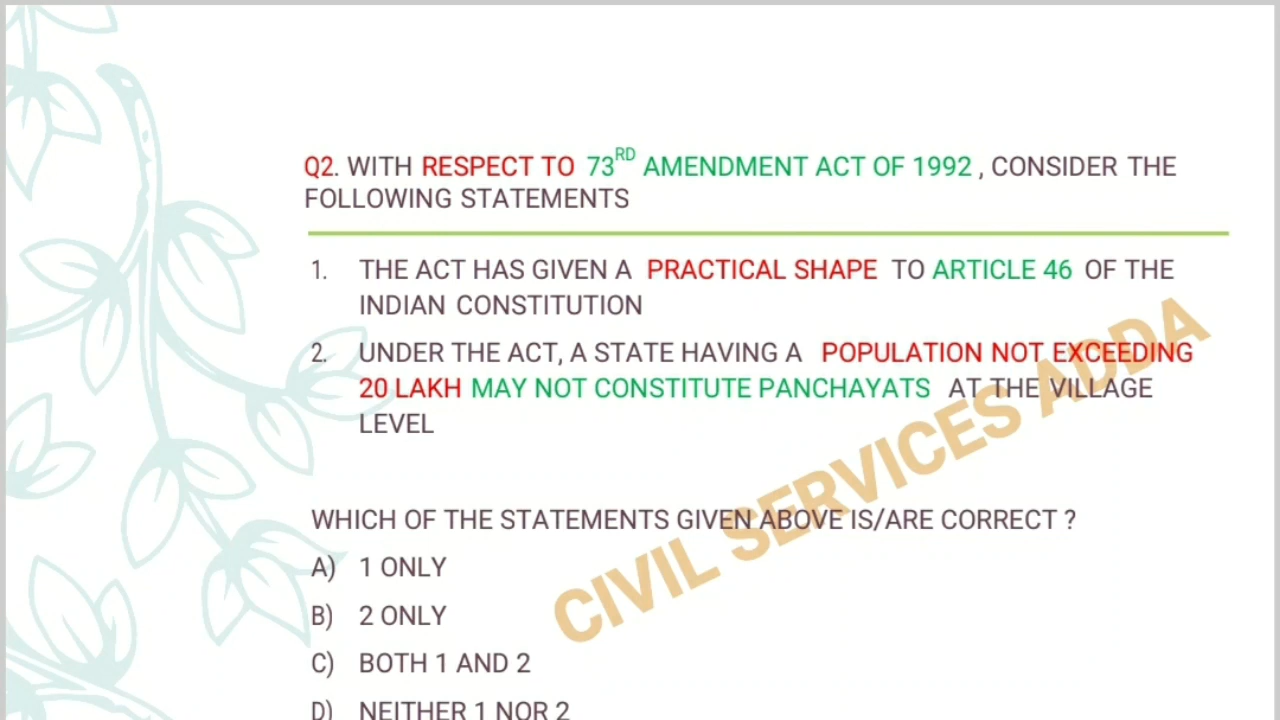 Q2. WITH RESPECT TO 73RD AMENDMENT ACT OF 1992 , CONSIDER THE
FOLLOWING STATEMENTS
1. THE ACT HAS GIVEN A PRACTICAL SHAPE TO ARTICLE 46 OF THE
INDIAN CONSTITUTION
2. UNDER THE ACT, A STATE HAVING A POPULATION NOT EXCEEDING
20 LAKH MAY NOT CONSTITUTE PANCHAYATS AT THE VILLAGE
LEVEL
WHICH OF THE STATEMENTS GIVEN ABOVE IS/ARE CORRECT ?
A) 1 ONLY
B) 2 ONLY
C) BOTH 1 AND 2
D) NEITHER 1 NOR 2
CIVIL SERVICES ADDA